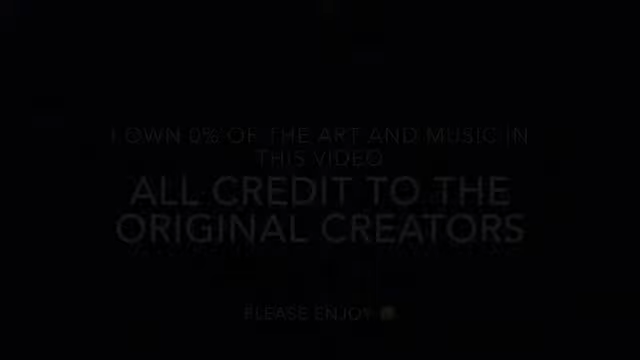 I OWN 0% OF THE ART AND MUSIC IN
THIS VIDEO
ALL CREDIT TO THE
ORIGINAL CREATORS
PLEASE ENJOY